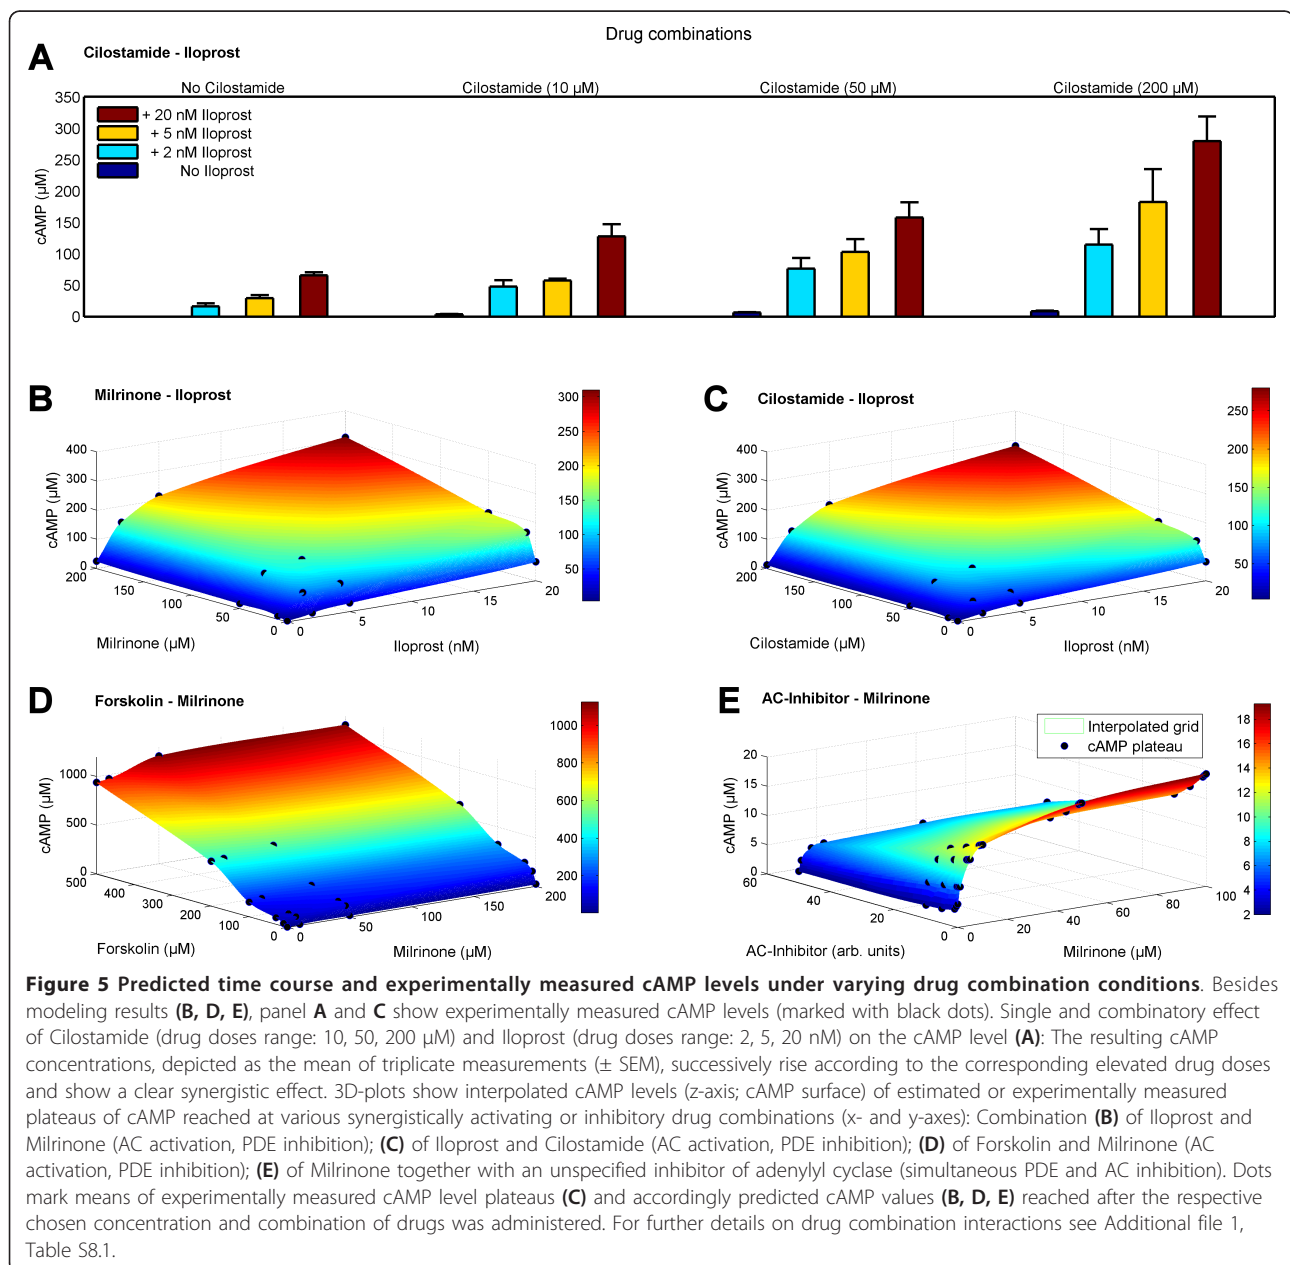 Drug combinations
A
Cilostamide - Iloprost
No Cilostamide
Cilostamide (10 µM)
Cilostamide (50 µM)
Cilostamide (200 µM)
350
300
250
200
150
100
50
0
cAMP (µM)
+ 20 nM Iloprost
+ 5 nM Iloprost
+ 2 nM Iloprost
No Iloprost
B
Milrinone - Iloprost
400
300
200
100
0
cAMP (µM)
200
150
100
50
0
Milrinone (µM)
0
5
10
15
20
Iloprost (nM)
300
250
200
150
100
50
C
Cilostamide - Iloprost
400
300
200
100
0
cAMP (µM)
200
150
100
50
0
Cilostamide (µM)
0
5
10
15
20
Iloprost (nM)
250
200
150
100
50
D
Forskolin - Milrinone
1000
500
0
cAMP (µM)
500
400
300
200
100
0
Forskolin (µM)
0
50
100
150
200
Milrinone (µM)
1000
800
600
400
200
E
AC-Inhibitor - Milrinone
Interpolated grid
cAMP plateau
20
15
10
5
0
cAMP (µM)
60
40
20
0
AC-Inhibitor (arb. units)
0
20
40
60
80
100
Milrinone (µM)
18
16
14
12
10
8
6
4
2
Figure 5 Predicted time course and experimentally measured cAMP levels under varying drug combination conditions. Besides
modeling results (B, D, E), panel A and C show experimentally measured cAMP levels (marked with black dots). Single and combinatory effect
of Cilostamide (drug doses range: 10, 50, 200 µM) and Iloprost (drug doses range: 2, 5, 20 nM) on the cAMP level (A): The resulting cAMP
concentrations, depicted as the mean of triplicate measurements (± SEM), successively rise according to the corresponding elevated drug doses
and show a clear synergistic effect. 3D-plots show interpolated cAMP levels (z-axis; cAMP surface) of estimated or experimentally measured
plateaus of cAMP reached at various synergistically activating or inhibitory drug combinations (x- and y-axes): Combination (B) of Iloprost and
Milrinone (AC activation, PDE inhibition); (C) of Iloprost and Cilostamide (AC activation, PDE inhibition); (D) of Forskolin and Milrinone (AC
activation, PDE inhibition); (E) of Milrinone together with an unspecified inhibitor of adenylyl cyclase (simultaneous PDE and AC inhibition). Dots
mark means of experimentally measured cAMP level plateaus (C) and accordingly predicted cAMP values (B, D, E) reached after the respective
chosen concentration and combination of drugs was administered. For further details on drug combination interactions see Additional file 1,
Table S8.1.